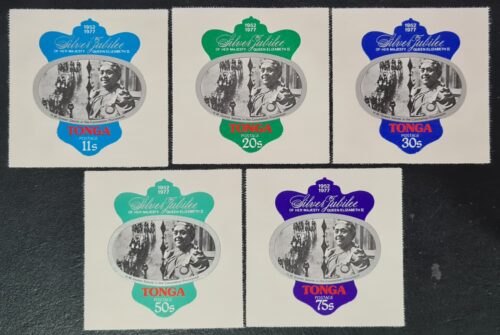 1952
1977
Silver Jubilee
OF HER MAJESTY QUEEN ELIZABETH II
TONGA
POSTAGE
11s
1952
1977
Silver Jubilee
OF HER MAJESTY QUEEN ELIZABETH II
TONGA
POSTAGE
20s
1952
1977
Silver Jubilee
OF HER MAJESTY QUEEN ELIZABETH II
TONGA
POSTAGE
30s
1952
1977
Silver Jubilee
OF HER MAJESTY QUEEN ELIZABETH II
TONGA
POSTAGE
50s
1952
1977
Silver Jubilee
OF HER MAJESTY QUEEN ELIZABETH II
TONGA
POSTAGE
75s